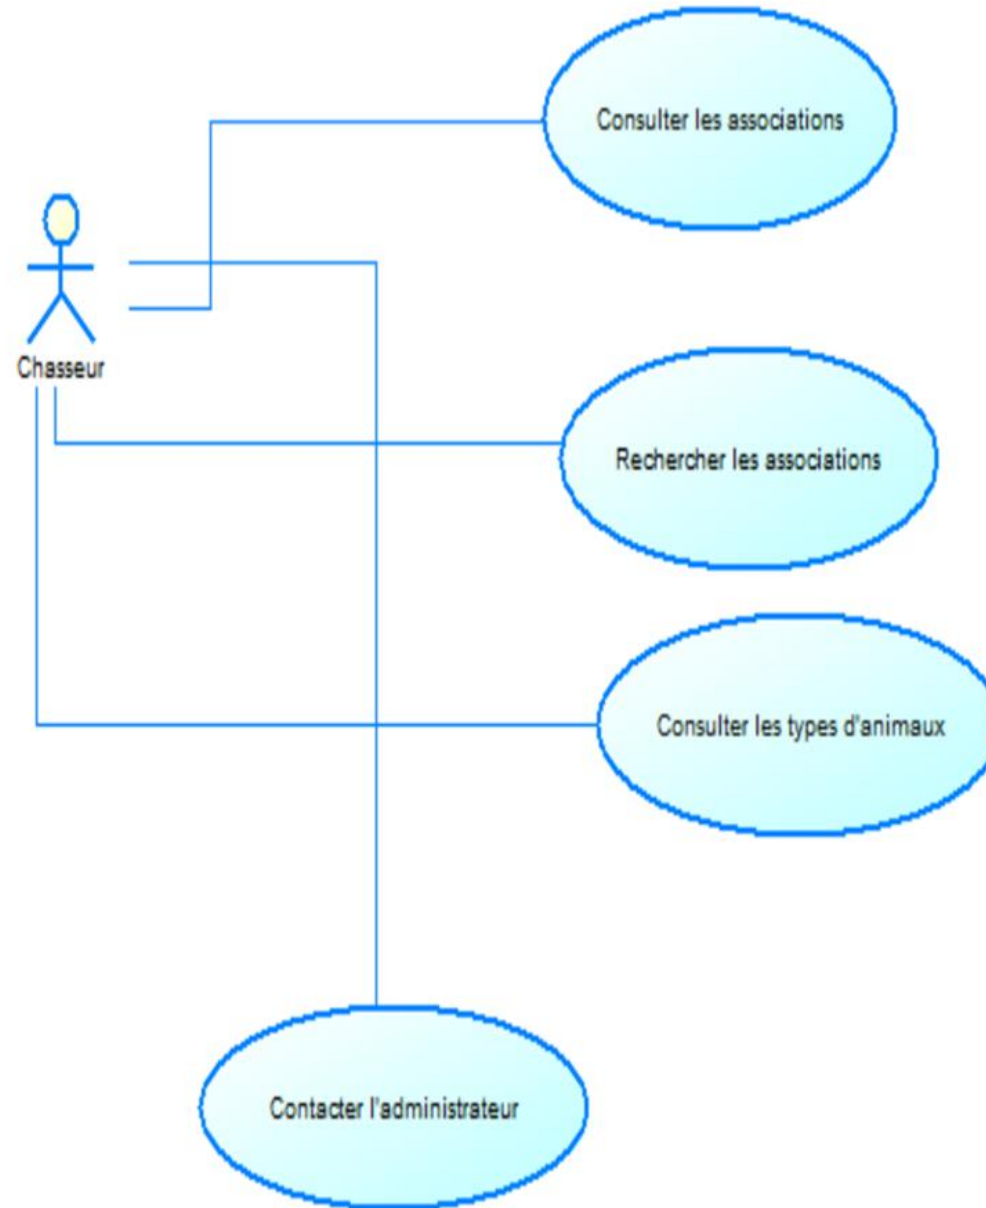 Consulter les associations
Chasseur
Rechercher les associations
Consulter les types d'animaux
Contacter l'administrateur